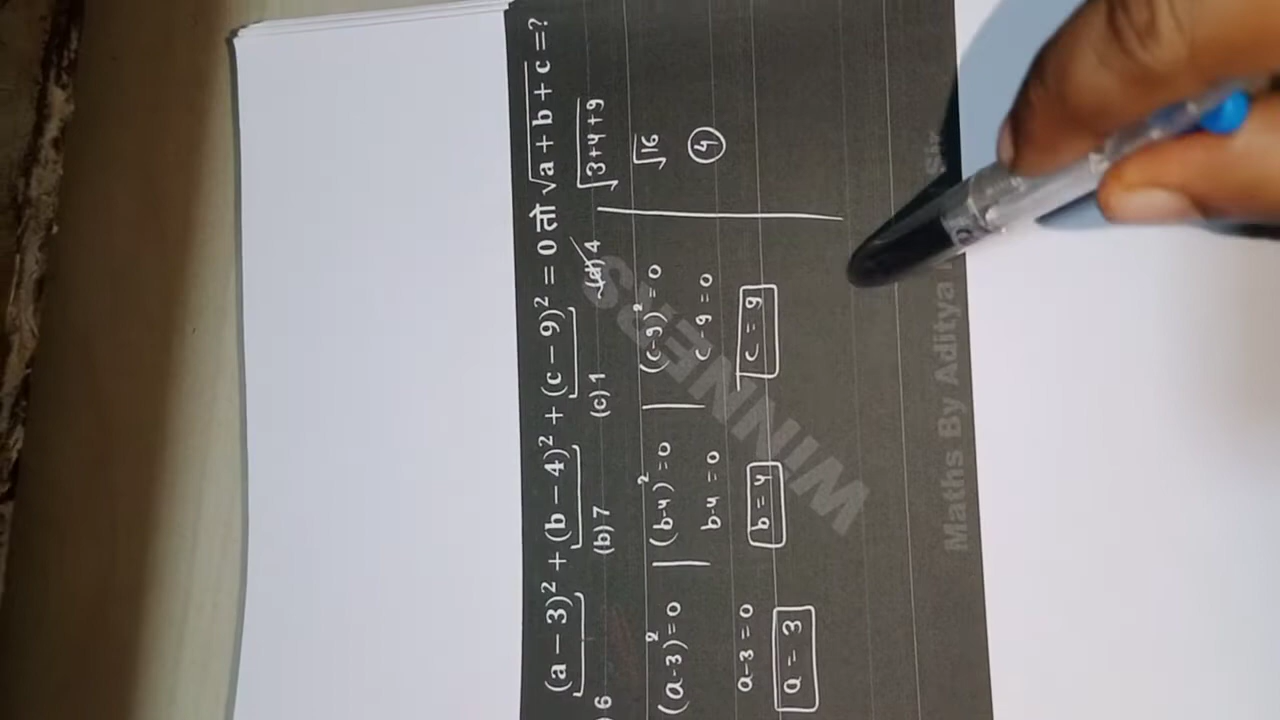 (a − 3)² + (b − 4)² + (c − 9)² = 0 तो √a + b + c =?
) 6 (b) 7 (c) 1 (d) 4
(a-3)²=0 | (b-4)²=0 | (c-9)²=0
a-3=0 b-4=0 c-9=0
a = 3 b = 4 c = 9
√3+4+9
√16
4
WINNERS
Maths By Aditya
Sir